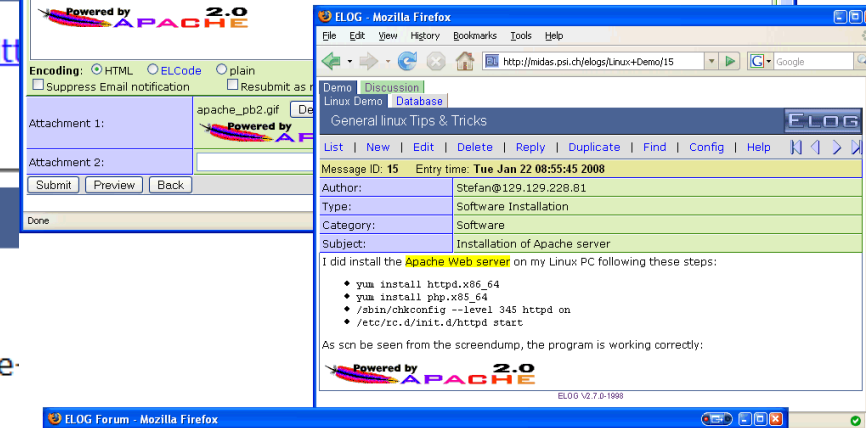 Powered by 2.0
APACHE
Encoding: HTML ELCode plain
Suppress Email notification Resubmit as
Attachment 1:
apache_pb2.gif De
Powered by
Attachment 2:
Submit Preview Back
Done
ELOG - Mozilla Firefox
File Edit View History Bookmarks Tools Help
http://midas.psi.ch/elogs/Linux+Demo/15
Google
Demo Discussion
Linux Demo Database
General linux Tips & Tricks
ELOG
List | New | Edit | Delete | Reply | Duplicate | Find | Config | Help
Message ID: 15 Entry time: Tue Jan 22 08:55:45 2008
Author: Stefan@129.129.228.81
Type: Software Installation
Category: Software
Subject: Installation of Apache server
I did install the Apache Web server on my Linux PC following these steps:
yum install httpd.x86_64
yum install php.x85_64
/sbin/chkconfig --level 345 httpd on
/etc/rc.d/init.d/httpd start
As scn be seen from the screendump, the program is working correctly:
Powered by 2.0
APACHE
ELOG V2.7.0-1998
ELOG Forum - Mozilla Firefox